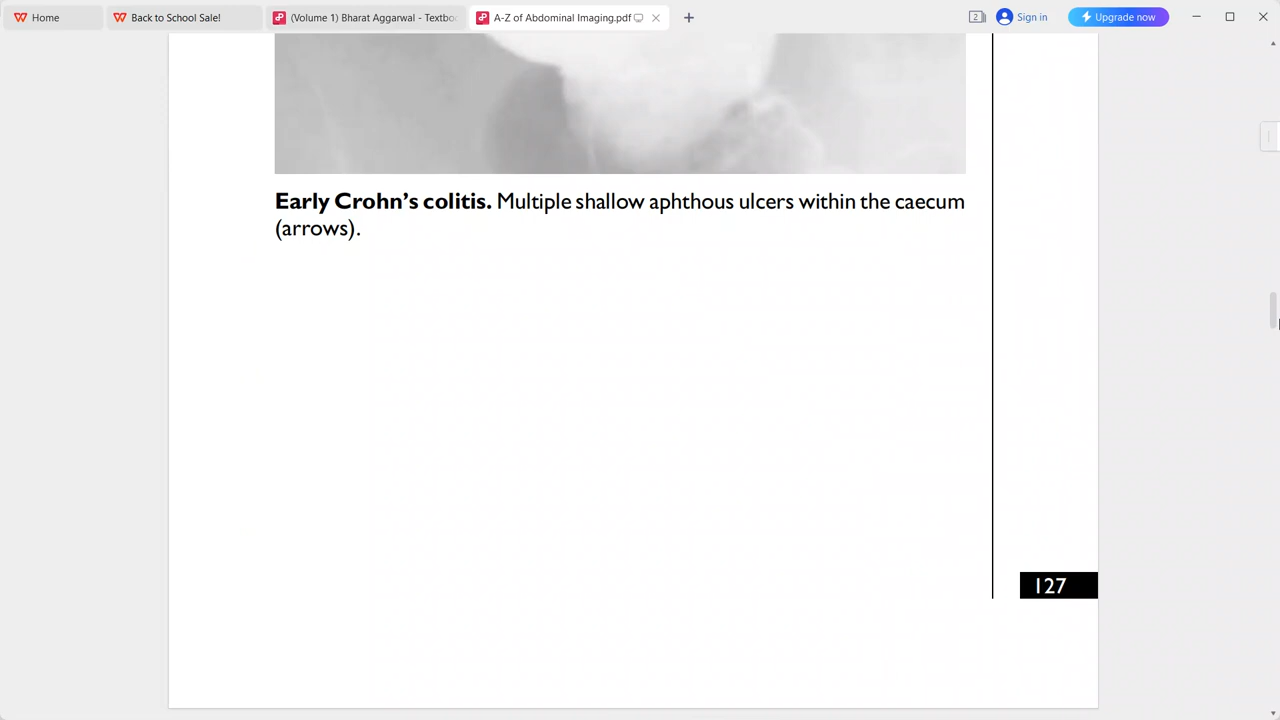 Home
Back to School Sale!
(Volume 1) Bharat Aggarwal - Textbo
A-Z of Abdominal Imaging.pdf
2
Sign in
Upgrade now
Early Crohn's colitis. Multiple shallow aphthous ulcers within the caecum
(arrows).
127